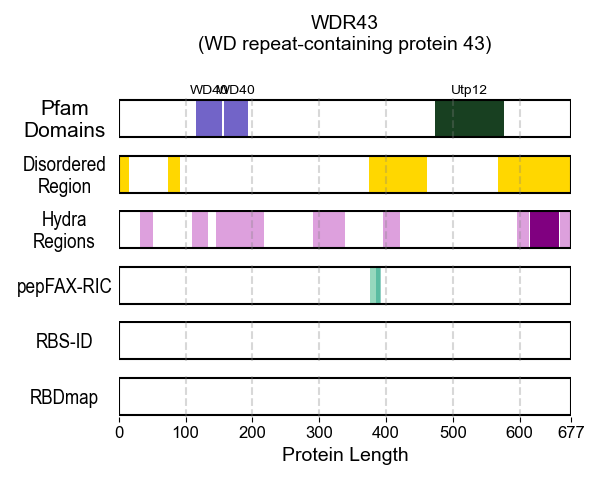 WDR43
(WD repeat-containing protein 43)
WD40 WD40 Utp12
Pfam
Domains
Disordered
Region
Hydra
Regions
pepFAX-RIC
RBS-ID
RBDmap
0 100 200 300 400 500 600 677
Protein Length